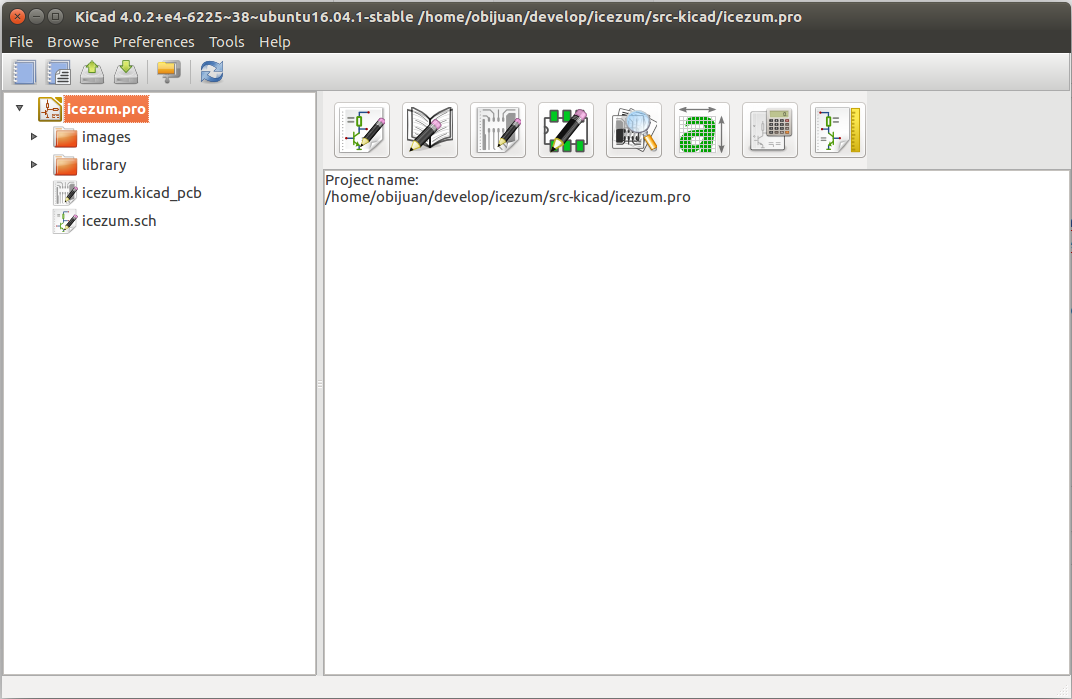 KiCad 4.0.2+e4-6225~38~ubuntu16.04.1-stable /home/obijuan/develop/icezum/src-kicad/icezum.pro
File Browse Preferences Tools Help
icezum.pro
images
library
icezum.kicad_pcb
icezum.sch
Project name:
/home/obijuan/develop/icezum/src-kicad/icezum.pro